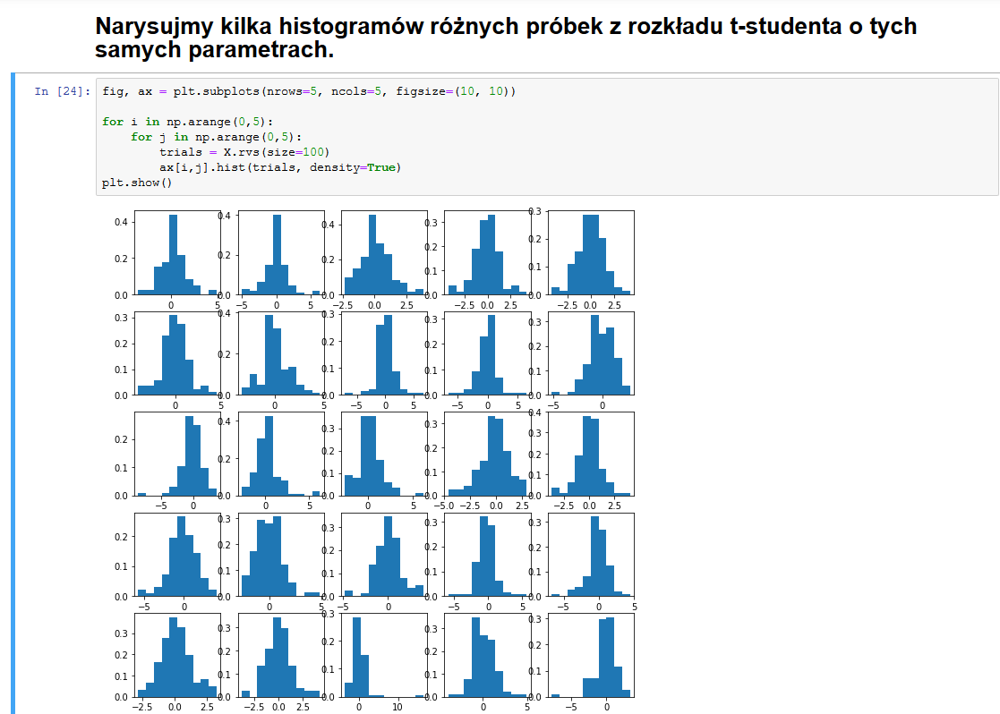 Narysujmy kilka histogramów różnych próbek z rozkładu t-studenta o tych
samych parametrach.
In [24]:
fig, ax = plt.subplots(nrows=5, ncols=5, figsize=(10, 10))
for i in np.arange(0,5):
    for j in np.arange(0,5):
        trials = X.rvs(size=100)
        ax[i,j].hist(trials, density=True)
plt.show()
0.4 0.4 0.4 0.3 0.3
0.2 0.2 0.2 0.2 0.2
0.1 0.1
0.0 0.0 0.0 0.0 0.0
0 5 −5 0 5 −2.5 0.0 2.5 −2.5 0.0 2.5 −2.5 0.0 2.5
0.3 0.4 0.3 0.3 0.3
0.2 0.2 0.2 0.2 0.2
0.1 0.1 0.1 0.1
0.0 0.0 0.0 0.0 0.0
0 5 0 5 −5 0 5 −5 0 5 −5 0
0.2 0.4 0.3 0.3 0.4
0.3
0.1 0.2 0.2 0.2 0.2
0.1 0.1 0.1
0.0 0.0 0.0 0.0 0.0
−5 0 0 5 0 5 −5.0 −2.5 0.0 2.5 −2.5 0.0 2.5
0.2 0.3 0.3 0.3 0.3
0.2 0.2 0.2 0.2
0.1 0.1 0.1 0.1 0.1
0.0 0.0 0.0 0.0 0.0
−5 0 0 5 −5 0 −5 0 5 −5 0 5
0.3 0.3 0.3 0.3 0.3
0.2 0.2 0.2 0.2 0.2
0.1 0.1 0.1 0.1 0.1
0.0 0.0 0.0 0.0 0.0
−2.5 0.0 2.5 −2.5 0.0 2.5 0 10 0 5 −5 0